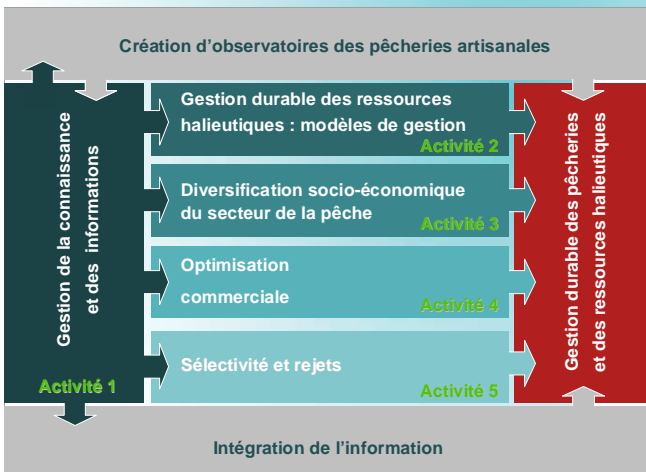 Création d'observatoires des pêcheries artisanales
Gestion de la connaissance
et des informations
Activité 1
Gestion durable des ressources
halieutiques : modèles de gestion
Activité 2
Diversification socio-économique
du secteur de la pêche
Activité 3
Optimisation
commerciale
Activité 4
Sélectivité et rejets
Activité 5
Gestion durable des pêcheries
et des ressources halieutiques
Intégration de l'information